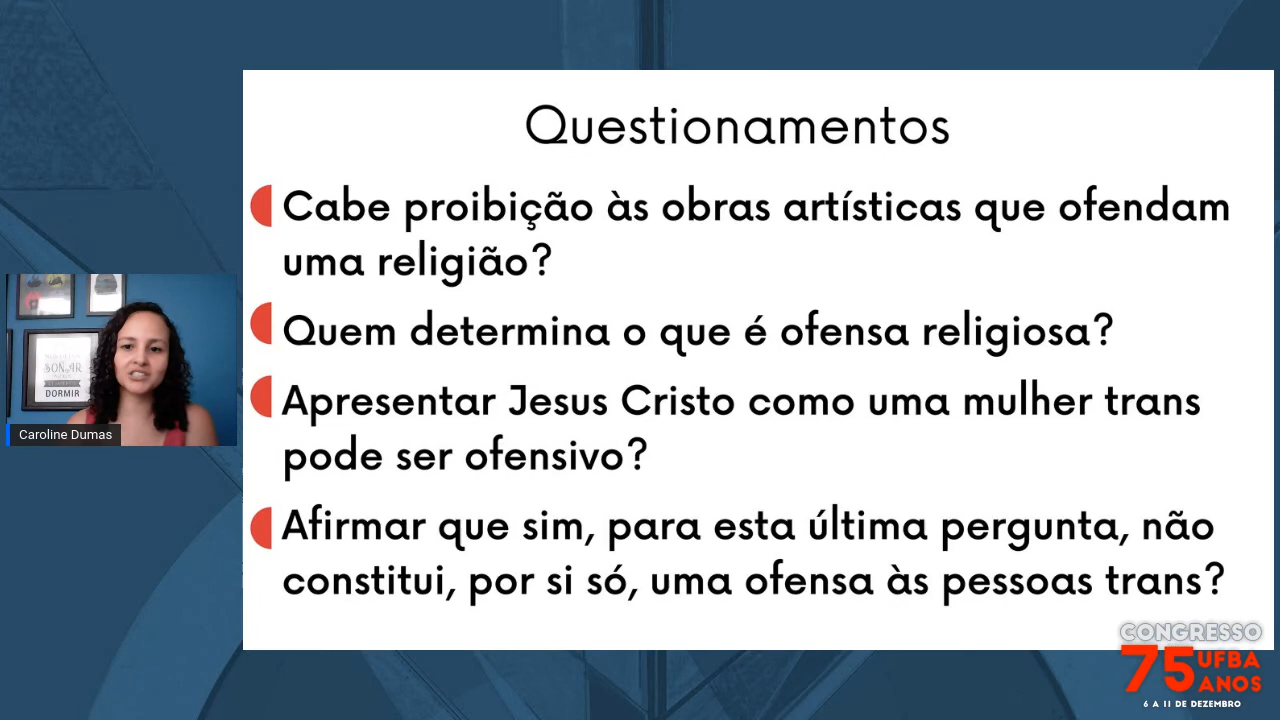 Questionamentos
Cabe proibição às obras artísticas que ofendam
uma religião?
Quem determina o que é ofensa religiosa?
Apresentar Jesus Cristo como uma mulher trans
pode ser ofensivo?
Afirmar que sim, para esta última pergunta, não
constitui, por si só, uma ofensa às pessoas trans?
SOÑAR
DORMIR
Caroline Dumas
CONGRESSO
75 UFBA
ANOS
6 A 11 DE DEZEMBRO